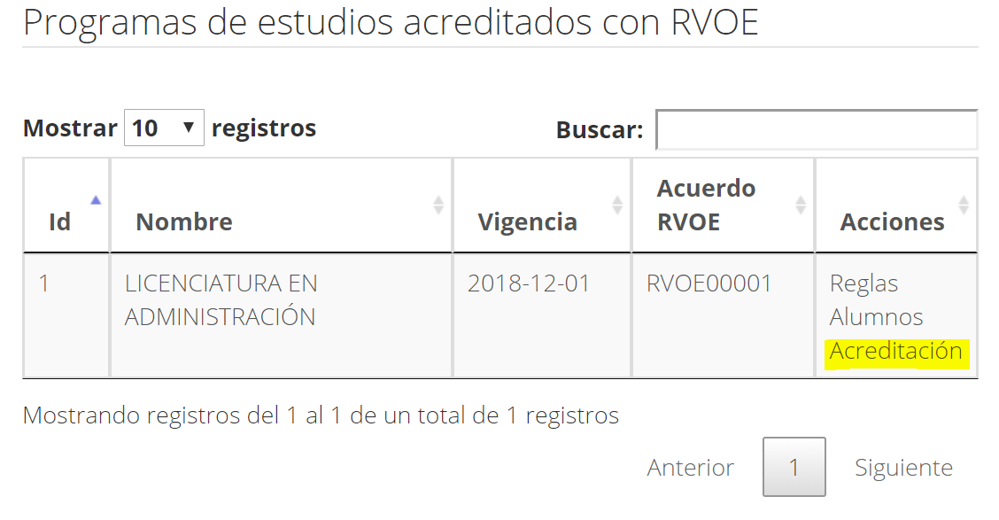 Programas de estudios acreditados con RVOE
Mostrar 10 registros
Buscar:
Id Nombre Vigencia Acuerdo RVOE Acciones
1 LICENCIATURA EN ADMINISTRACIÓN 2018-12-01 RVOE00001 Reglas
Alumnos
Acreditación
Mostrando registros del 1 al 1 de un total de 1 registros
Anterior 1 Siguiente